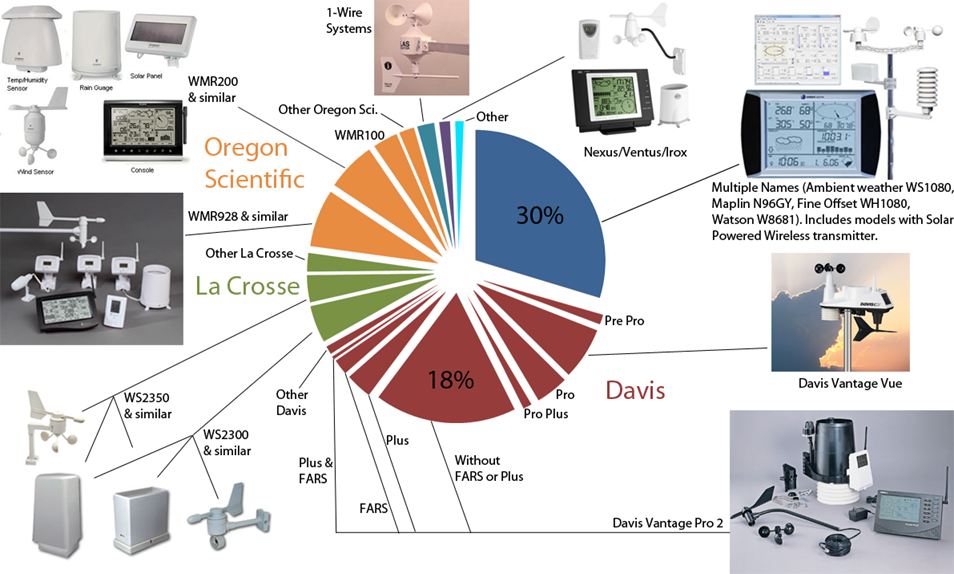 1-Wire
Systems
Temp/Humidity
Sensor
Rain Guage
Solar Panel
Wind Sensor
Console
WMR200
& similar
Other Oregon Sci.
WMR100
Other
Nexus/Ventus/Irox
Oregon
Scientific
WMR928 & similar
Other La Crosse
La Crosse
30%
Multiple Names (Ambient weather WS1080,
Maplin N96GY, Fine Offset WH1080,
Watson W8681). Includes models with Solar
Powered Wireless transmitter.
Pre Pro
Davis
Pro
Pro Plus
18%
Davis Vantage Vue
Other
Davis
WS2350
& similar
WS2300
& similar
Plus
Plus &
FARS
FARS
Without
FARS or Plus
Davis Vantage Pro 2